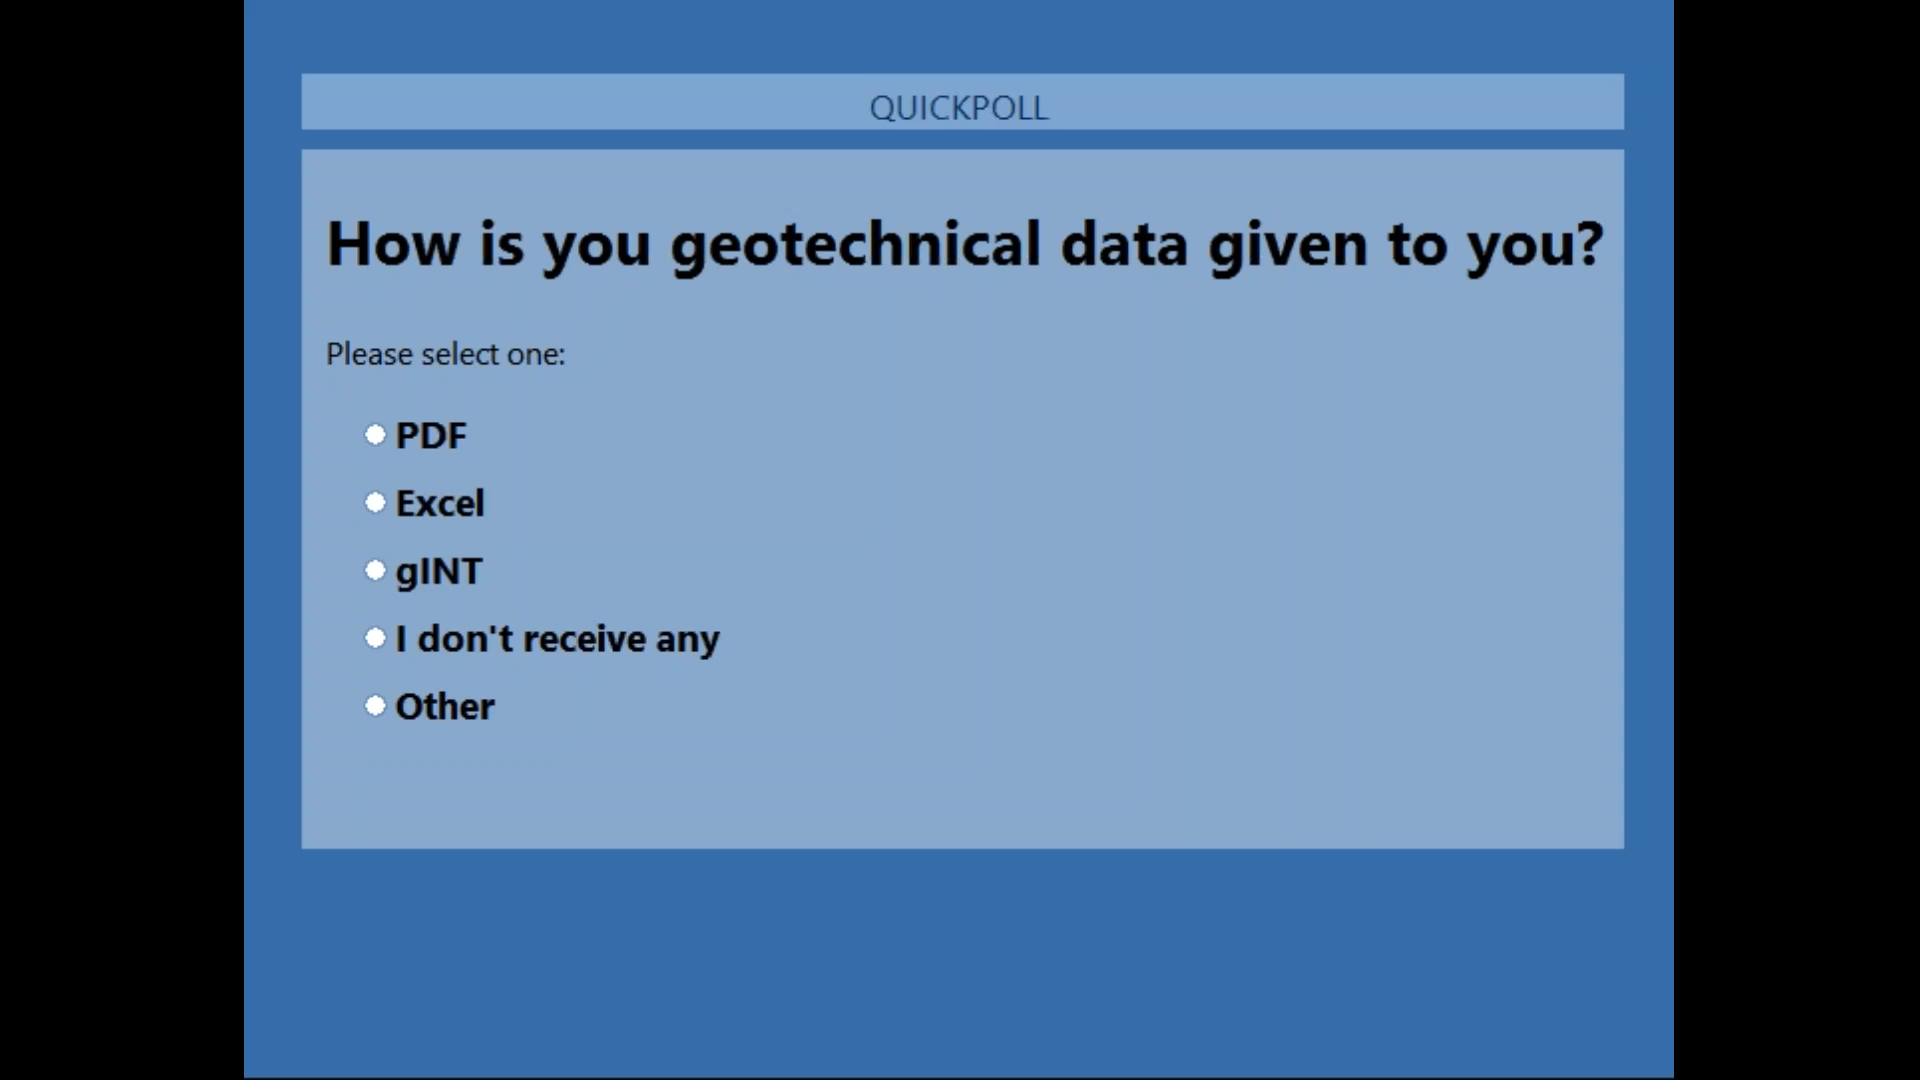 QUICKPOLL
How is you geotechnical data given to you?
Please select one:
PDF
Excel
gINT
I don't receive any
Other